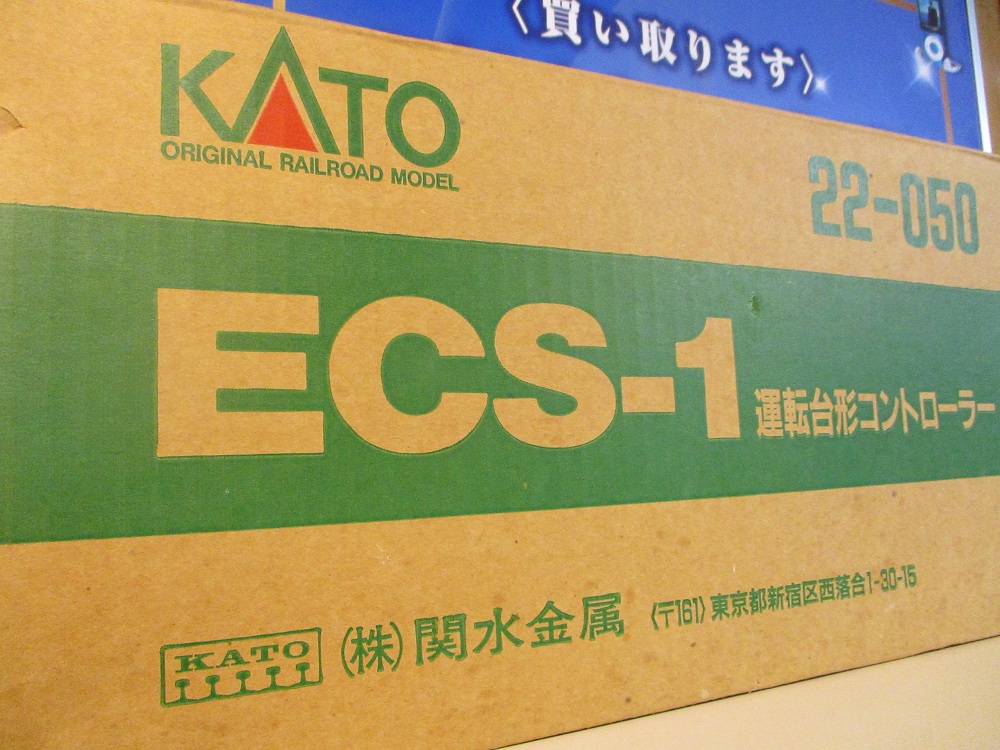 〈買い取ります〉
KATO
ORIGINAL RAILROAD MODEL
22-050
ECS-1 運転台形コントローラー
KATO (株)関水金属 〈〒161〉東京都新宿区西落合1-30-15